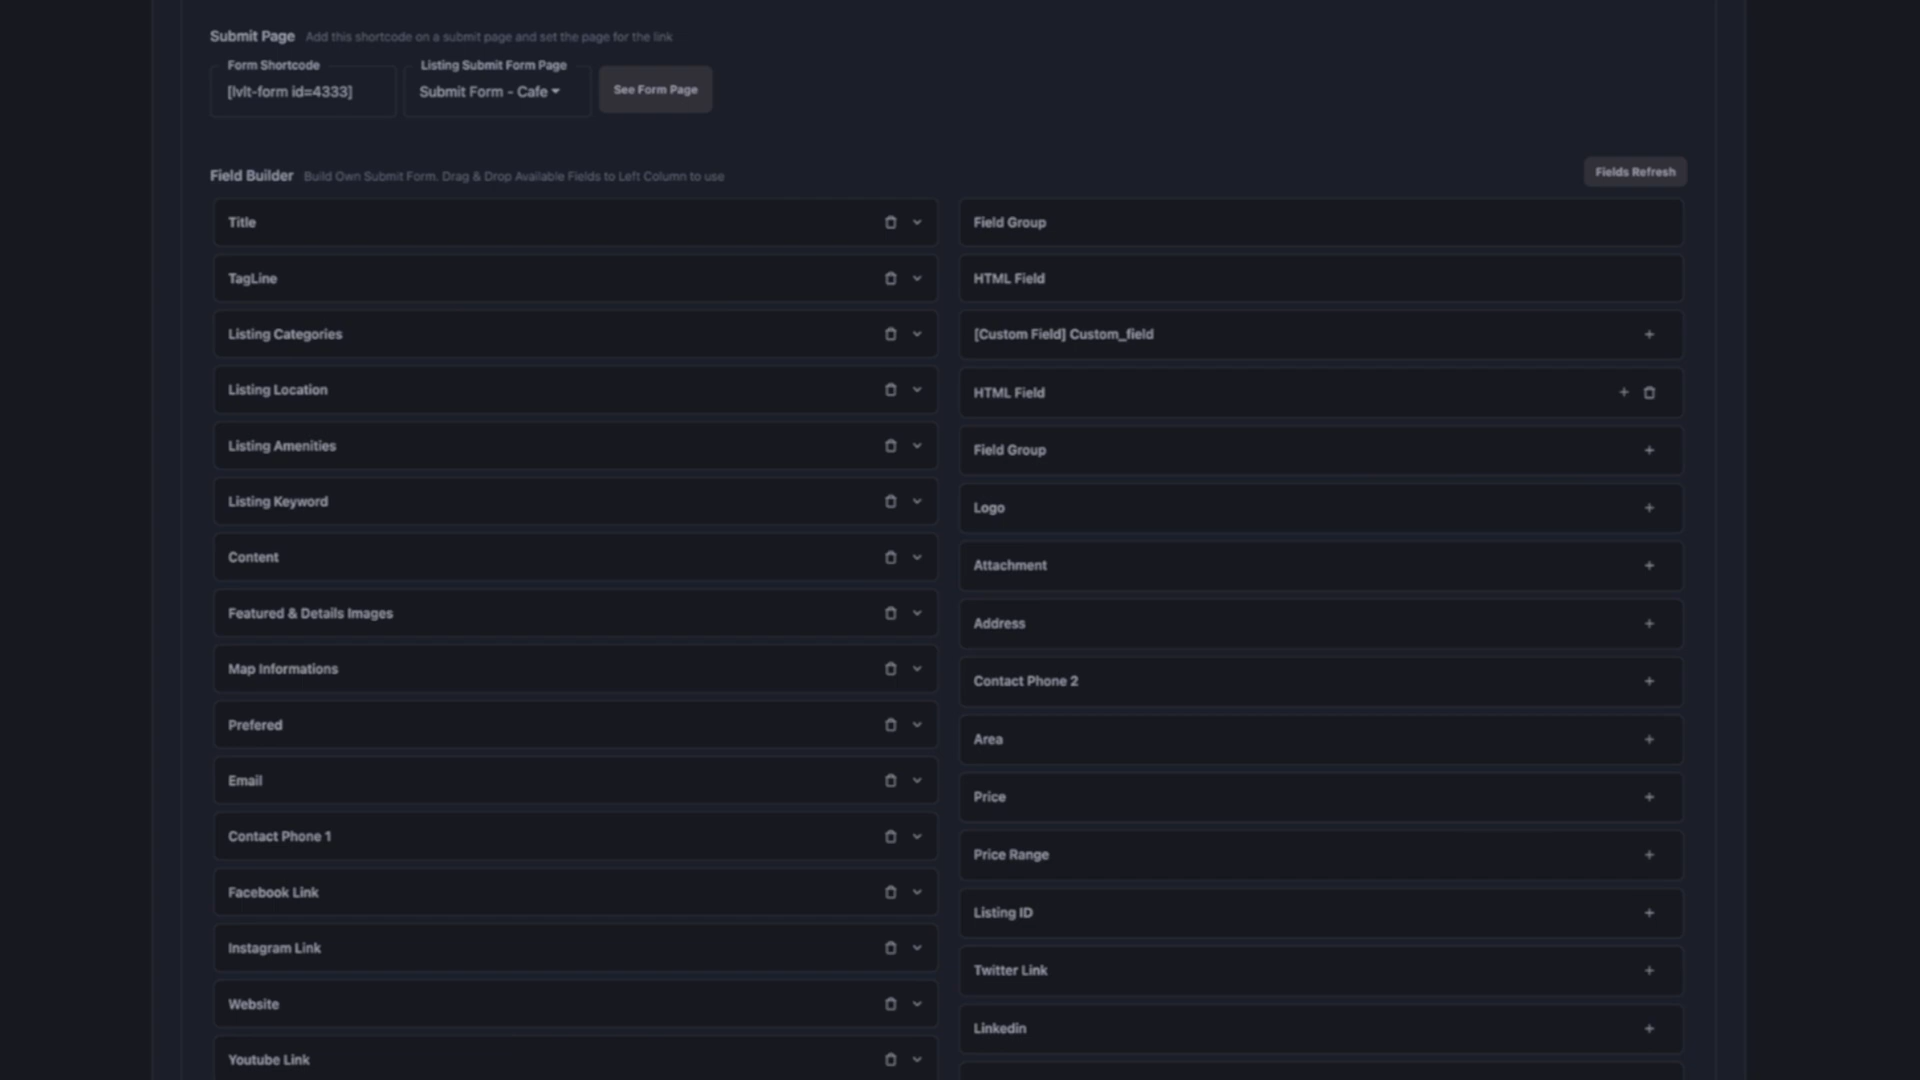 Submit Page Add this shortcode on a submit page and set the page for the link
Form Shortcode
[lvlt-form id=4333]
Listing Submit Form Page
Submit Form - Cafe
See Form Page
Field Builder Build Own Submit Form. Drag & Drop Available Fields to Left Column to use
Fields Refresh
Title
TagLine
Listing Categories
Listing Location
Listing Amenities
Listing Keyword
Content
Featured & Details Images
Map Informations
Prefered
Email
Contact Phone 1
Facebook Link
Instagram Link
Website
Youtube Link
Field Group
HTML Field
[Custom Field] Custom_field
HTML Field
Field Group
Logo
Attachment
Address
Contact Phone 2
Area
Price
Price Range
Listing ID
Twitter Link
Linkedin